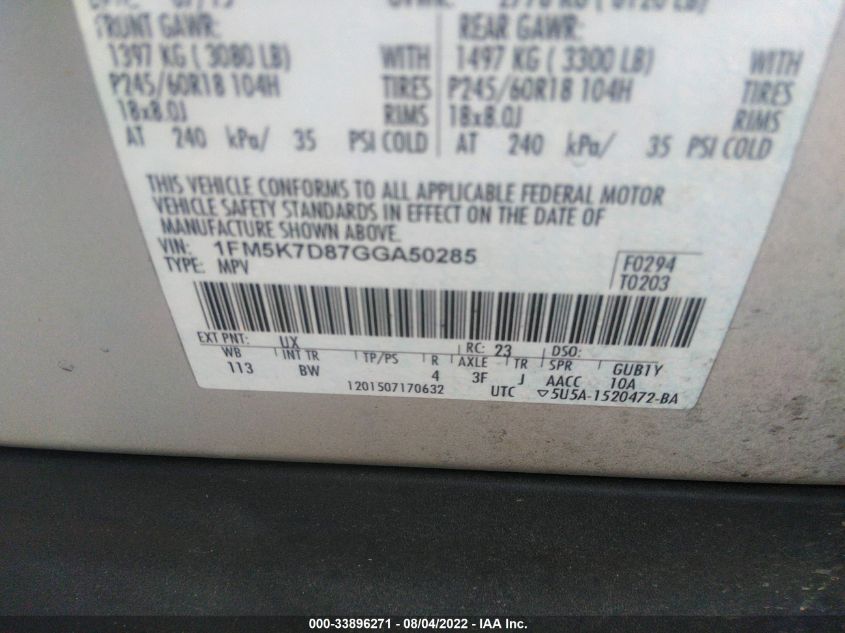 FRONT GAWR: REAR GAWR:
1397 KG ( 3080 LB) WITH 1497 KG ( 3300 LB) WITH
P245/60R18 104H TIRES P245/60R18 104H TIRES
18x8.0J RIMS 18x8.0J RIMS
AT 240 kPa/ 35 PSI COLD AT 240 kPa/ 35 PSI COLD
THIS VEHICLE CONFORMS TO ALL APPLICABLE FEDERAL MOTOR
VEHICLE SAFETY STANDARDS IN EFFECT ON THE DATE OF
MANUFACTURE SHOWN ABOVE.
VIN: 1FM5K7D87GGA50285
TYPE: MPV
F0294
T0203
EXT PNT: UX RC: 23 DSO:
WB INT TR TP/PS R AXLE TR SPR GUBTY
113 BW 4 3F J AACC 10A
1201507170632 UTC ▽5U5A-1520472-BA
000-33896271 - 08/04/2022 - IAA Inc.